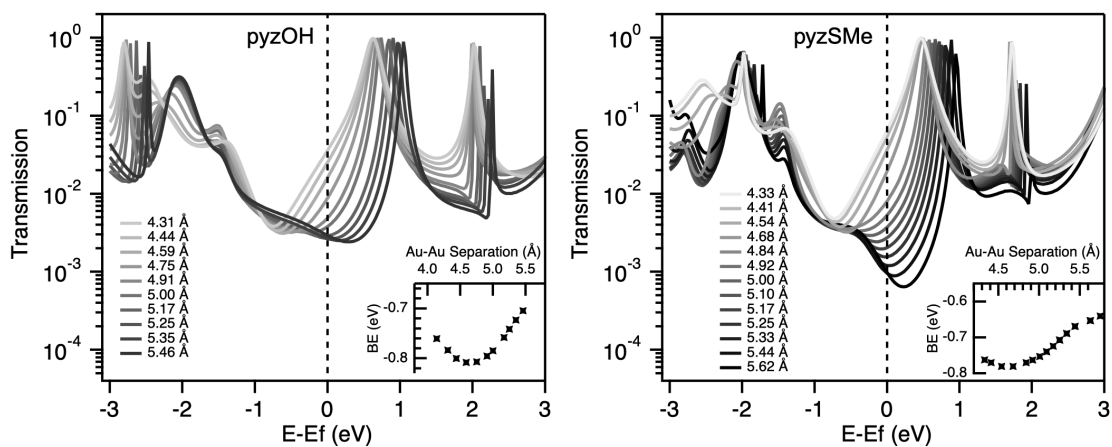 pyzOH
Transmission
10⁰
10⁻¹
10⁻²
10⁻³
10⁻⁴
4.31 Å
4.44 Å
4.59 Å
4.75 Å
4.91 Å
5.00 Å
5.17 Å
5.25 Å
5.35 Å
5.46 Å
Au-Au Separation (Å)
4.0 4.5 5.0 5.5
BE (eV)
-0.7
-0.8
-3 -2 -1 0 1 2 3
E-Ef (eV)
pyzSMe
Transmission
10⁰
10⁻¹
10⁻²
10⁻³
10⁻⁴
4.33 Å
4.41 Å
4.54 Å
4.68 Å
4.84 Å
4.92 Å
5.00 Å
5.10 Å
5.17 Å
5.25 Å
5.33 Å
5.44 Å
5.62 Å
Au-Au Separation (Å)
4.5 5.0 5.5
BE (eV)
-0.6
-0.7
-0.8
-3 -2 -1 0 1 2 3
E-Ef (eV)